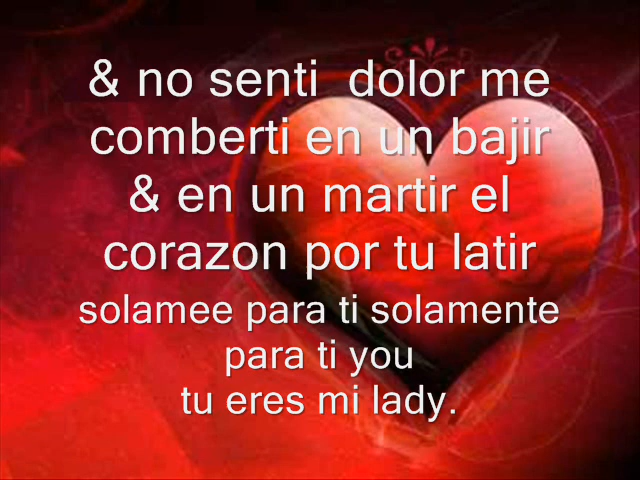 & no senti  dolor me
comberti en un bajir
& en un martir el
corazon por tu latir
solamee para ti solamente
para ti you
tu eres mi lady.